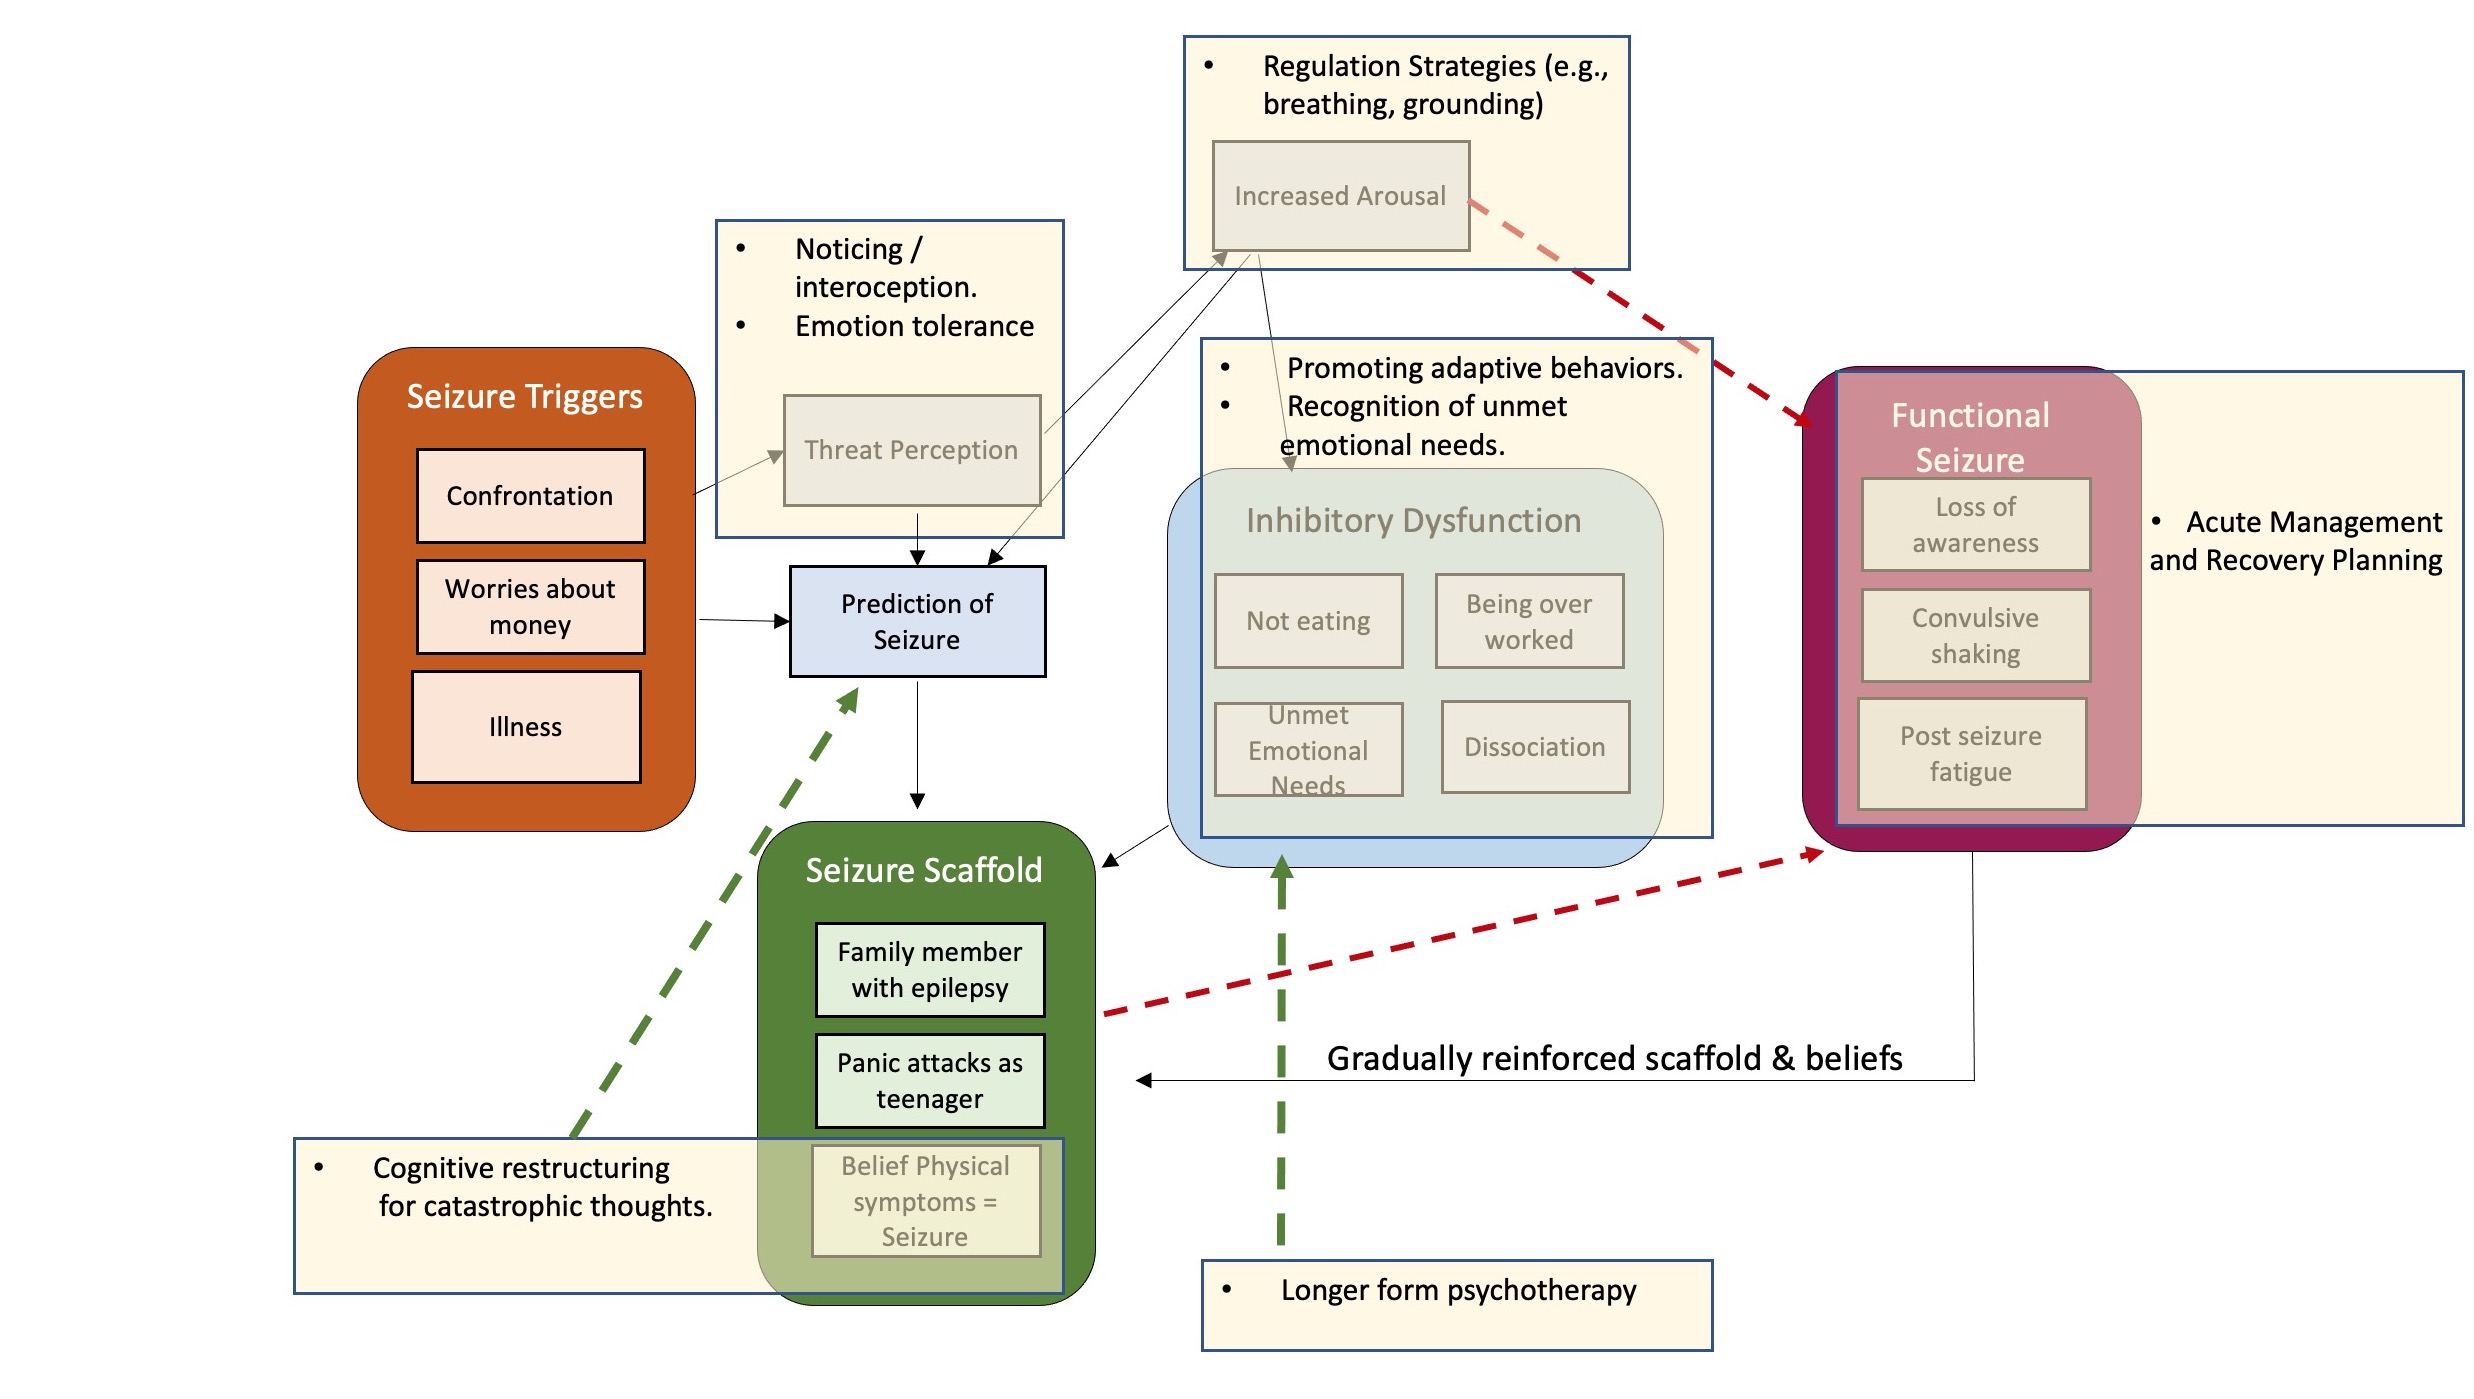 • Regulation Strategies (e.g.,
breathing, grounding)
Increased Arousal
• Noticing /
interoception.
• Emotion tolerance
Threat Perception
Seizure Triggers
Confrontation
Worries about
money
Illness
Prediction of
Seizure
• Promoting adaptive behaviors.
• Recognition of unmet
emotional needs.
Inhibitory Dysfunction
Not eating
Being over
worked
Unmet
Emotional
Needs
Dissociation
Functional
Seizure
Loss of
awareness
Convulsive
shaking
Post seizure
fatigue
• Acute Management
and Recovery Planning
Seizure Scaffold
Family member
with epilepsy
Panic attacks as
teenager
Belief Physical
symptoms =
Seizure
Gradually reinforced scaffold & beliefs
• Cognitive restructuring
for catastrophic thoughts.
• Longer form psychotherapy